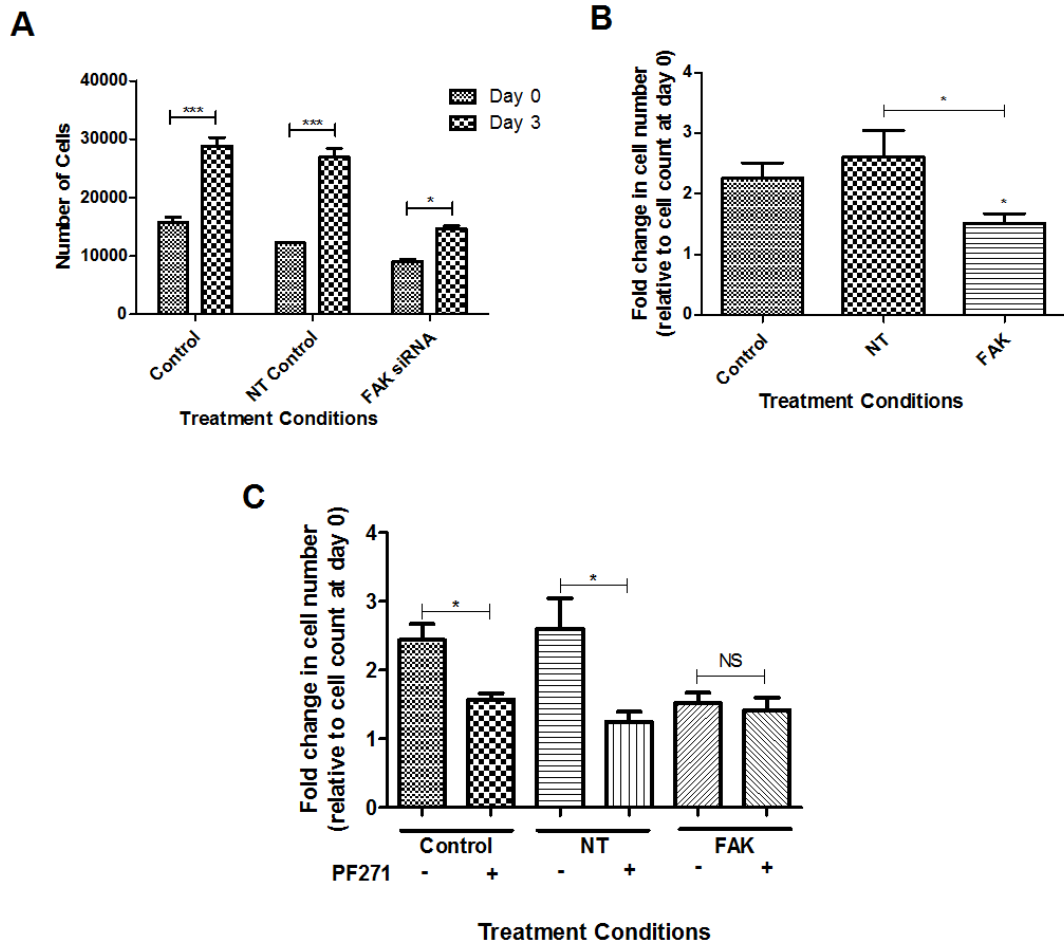 A
40000
30000
20000
10000
0
Number of Cells
***
***
*
Day 0
Day 3
Control
NT Control
FAK siRNA
Treatment Conditions
B
Fold change in cell number
(relative to cell count at day 0)
4
3
2
1
0
*
*
Control
NT
FAK
Treatment Conditions
C
Fold change in cell number
(relative to cell count at day 0)
4
3
2
1
0
*
*
NS
Control NT FAK
PF271 - + - + - +
Treatment Conditions